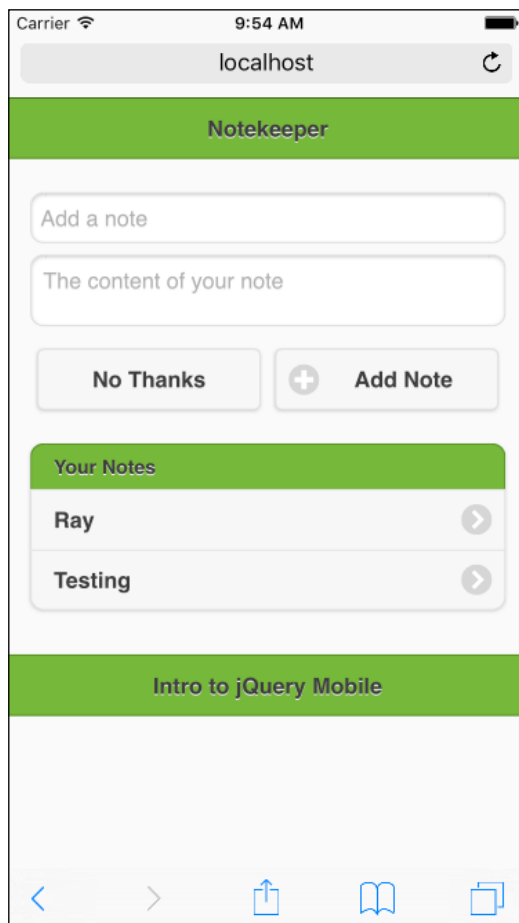 Carrier 9:54 AM
localhost
Notekeeper
Add a note
The content of your note
No Thanks Add Note
Your Notes
Ray
Testing
Intro to jQuery Mobile